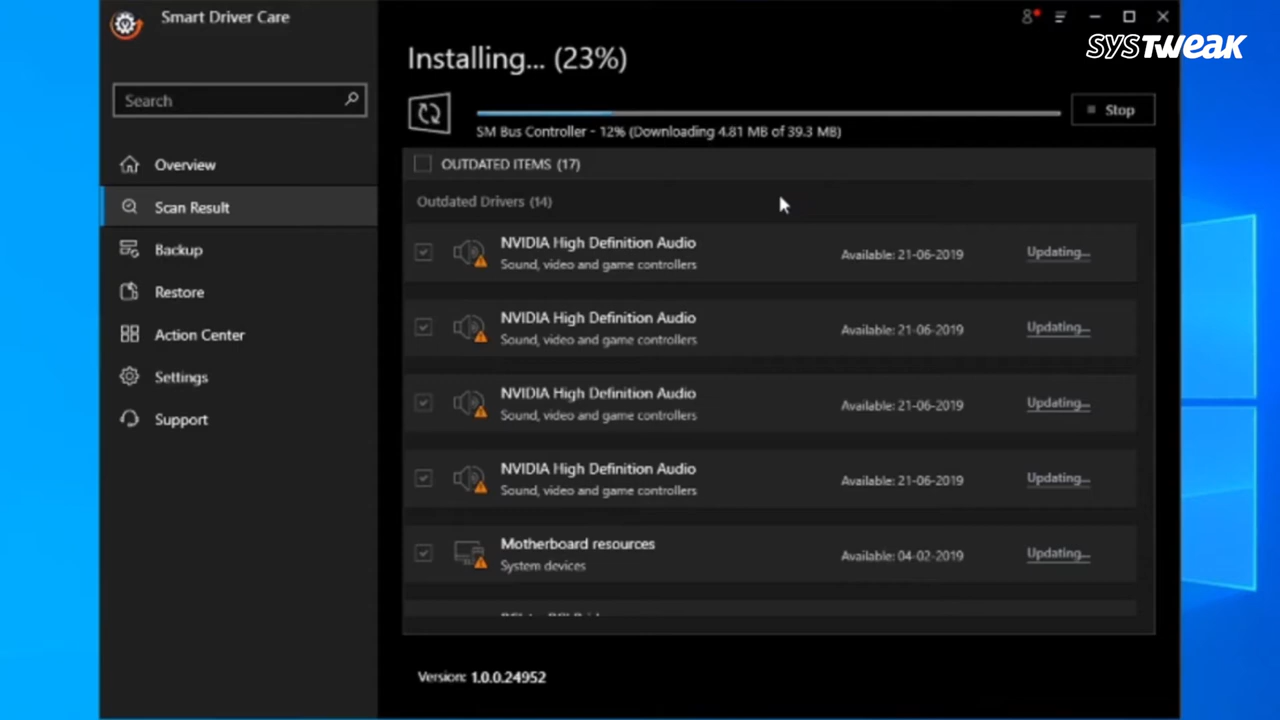 Smart Driver Care
SYSTWEAK
Installing... (23%)
Search
Stop
SM Bus Controller - 12% (Downloading 4.81 MB of 39.3 MB)
OUTDATED ITEMS (17)
Overview
Outdated Drivers (14)
Scan Result
NVIDIA High Definition Audio
Sound, video and game controllers
Available: 21-06-2019
Updating...
Backup
Restore
NVIDIA High Definition Audio
Sound, video and game controllers
Available: 21-06-2019
Updating...
Action Center
Settings
NVIDIA High Definition Audio
Sound, video and game controllers
Available: 21-06-2019
Updating...
Support
NVIDIA High Definition Audio
Sound, video and game controllers
Available: 21-06-2019
Updating...
Motherboard resources
System devices
Available: 04-02-2019
Updating...
Version: 1.0.0.24952